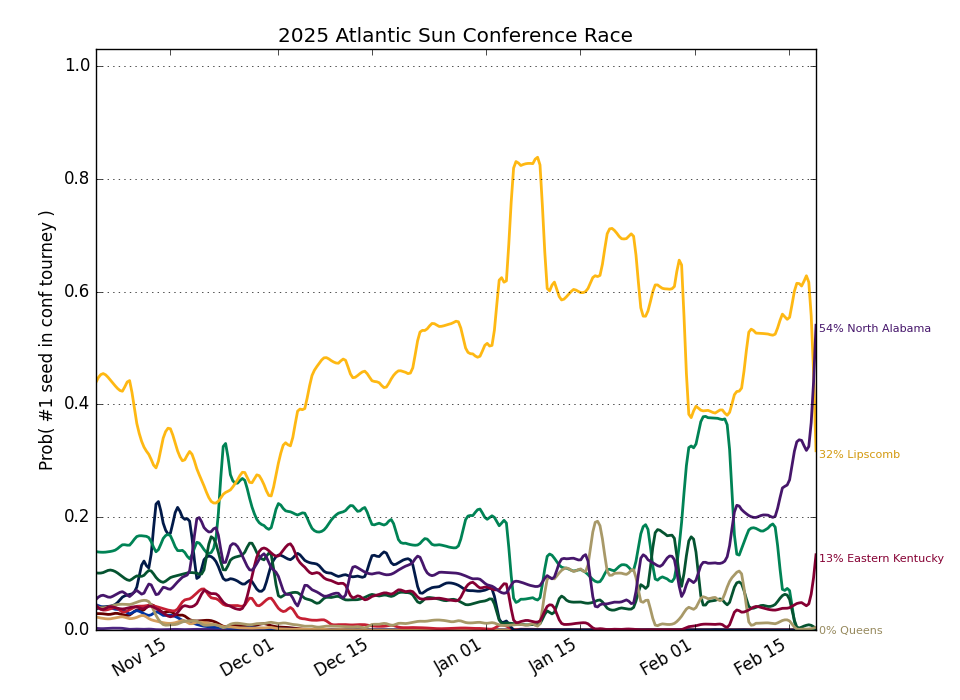 2025 Atlantic Sun Conference Race
Prob( #1 seed in conf tourney )
1.0
0.8
0.6
0.4
0.2
0.0
54% North Alabama
32% Lipscomb
13% Eastern Kentucky
0% Queens
Nov 15
Dec 01
Dec 15
Jan 01
Jan 15
Feb 01
Feb 15